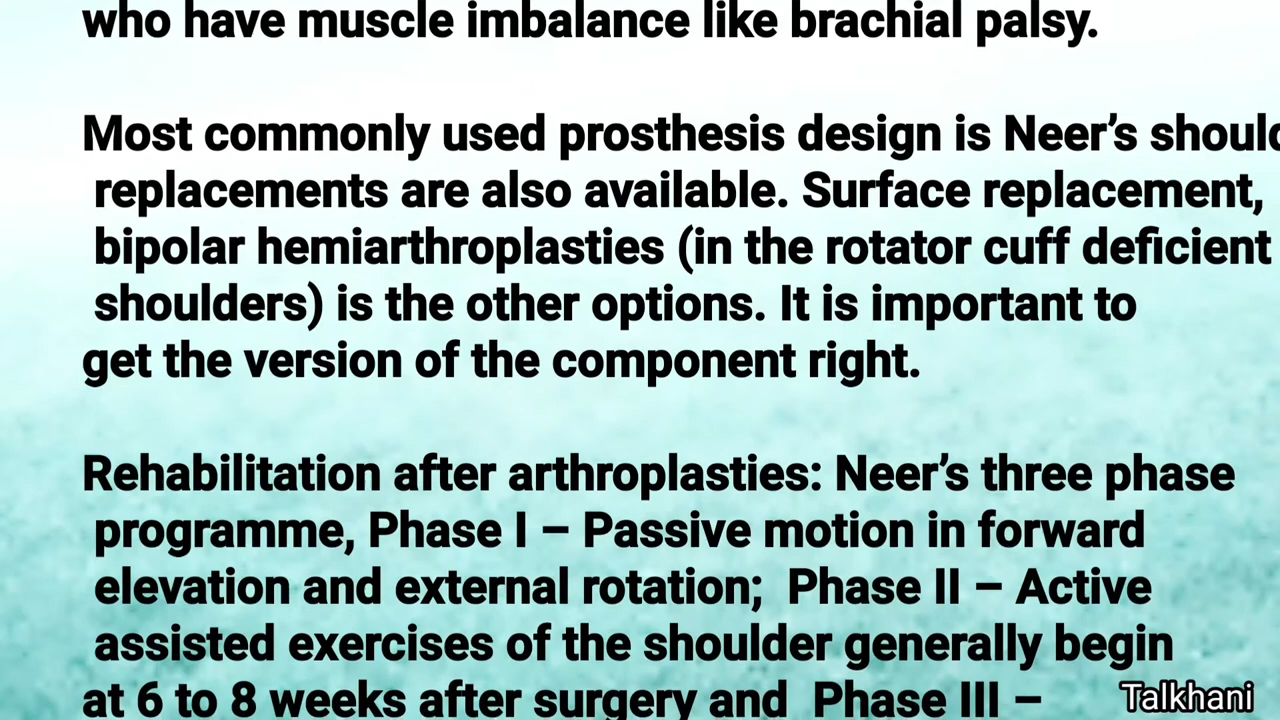 who have muscle imbalance like brachial palsy.
Most commonly used prosthesis design is Neer’s
replacements are also available. Surface replacement,
bipolar hemiarthroplasties (in the rotator cuff deficient
shoulders) is the other options. It is important to
get the version of the component right.
Rehabilitation after arthroplasties: Neer’s three phase
programme, Phase I – Passive motion in forward
elevation and external rotation;  Phase II – Active
assisted exercises of the shoulder generally begin
at 6 to 8 weeks after surgery and  Phase III –
Talkhani